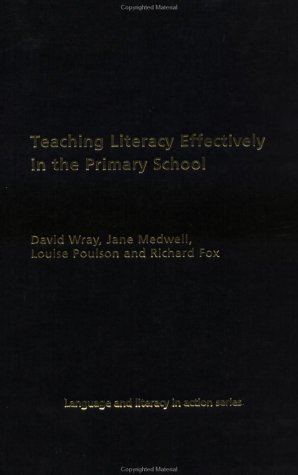 Teaching Literacy Effectively
in the Primary School
David Wray, Jane Medwell,
Louise Poulson and Richard Fox
Language and literacy in action series